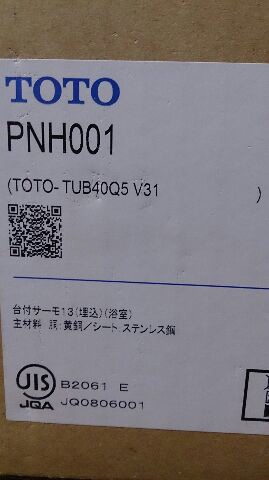 TOTO
PNH001
(TOTO-TUB40Q5 V31 )
台付サーモ13(埋込)(浴室)
主材料 胴:黄銅/シート ステンレス鋼
JIS B2061 E
JQA JQ0806001